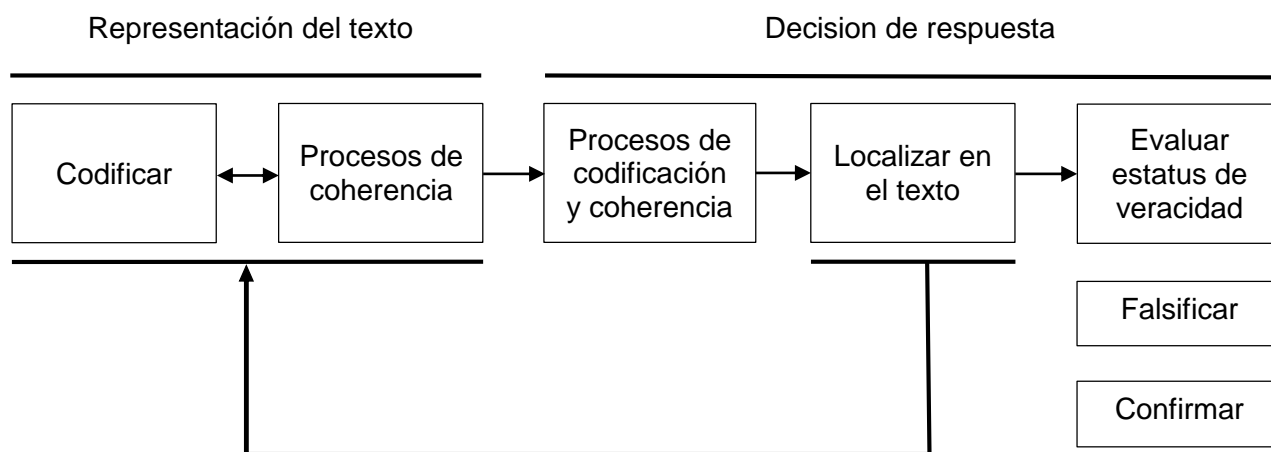 Representación del texto
Decision de respuesta
Codificar
Procesos de
coherencia
Procesos de
codificación
y coherencia
Localizar en
el texto
Evaluar
estatus de
veracidad
Falsificar
Confirmar